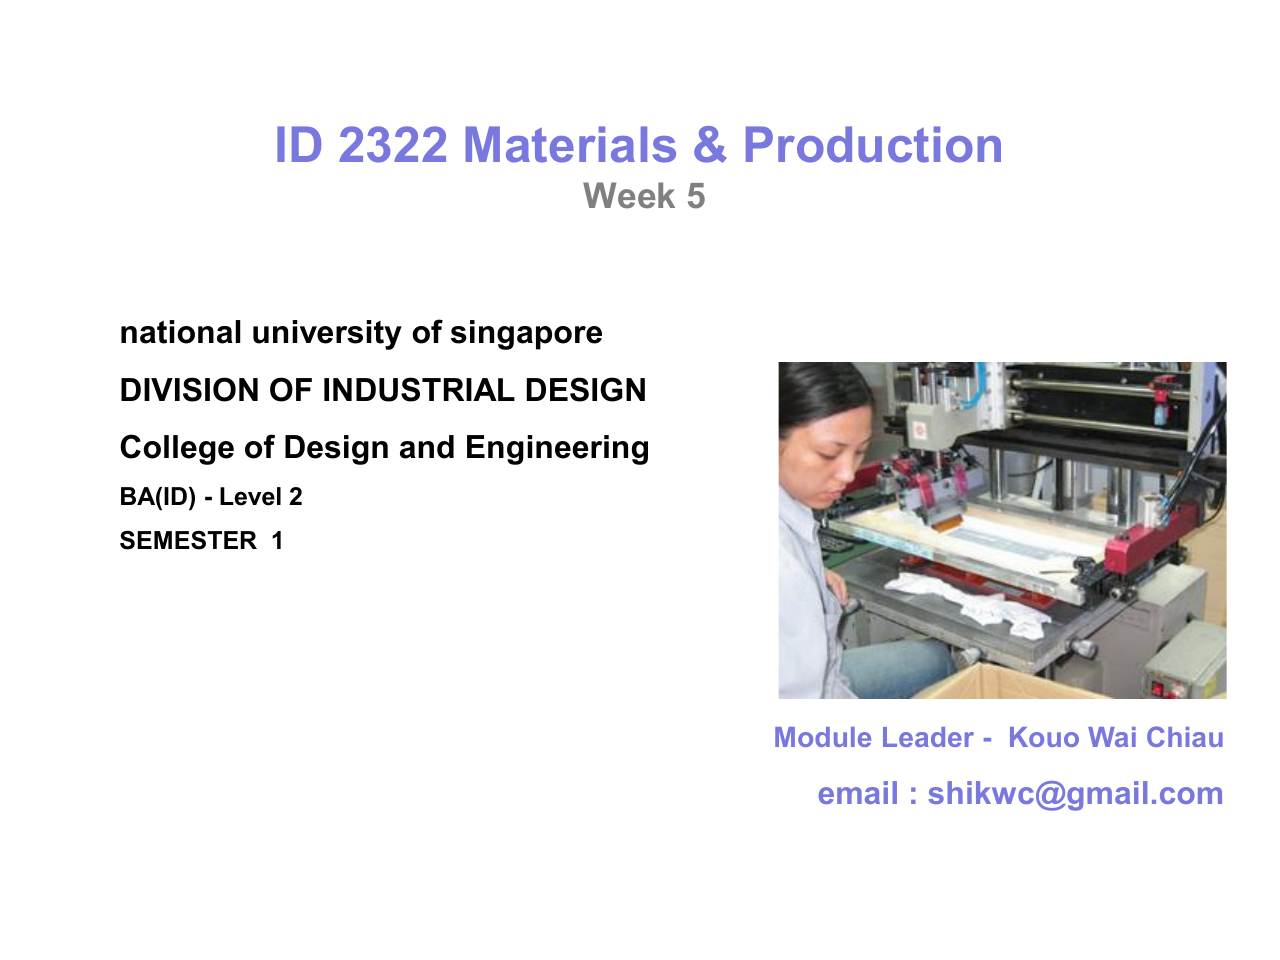 ID 2322 Materials & Production
Week 5
national university of singapore
DIVISION OF INDUSTRIAL DESIGN
College of Design and Engineering
BA(ID) - Level 2
SEMESTER  1
Module Leader -  Kouo Wai Chiau
email : shikwc@gmail.com